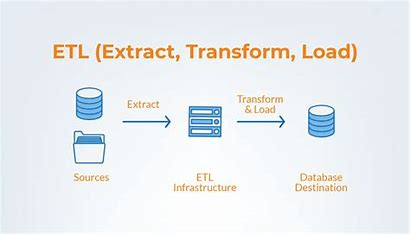 ETL (Extract, Transform, Load)
Extract
Transform
& Load
Sources
ETL
Infrastructure
Database
Destination